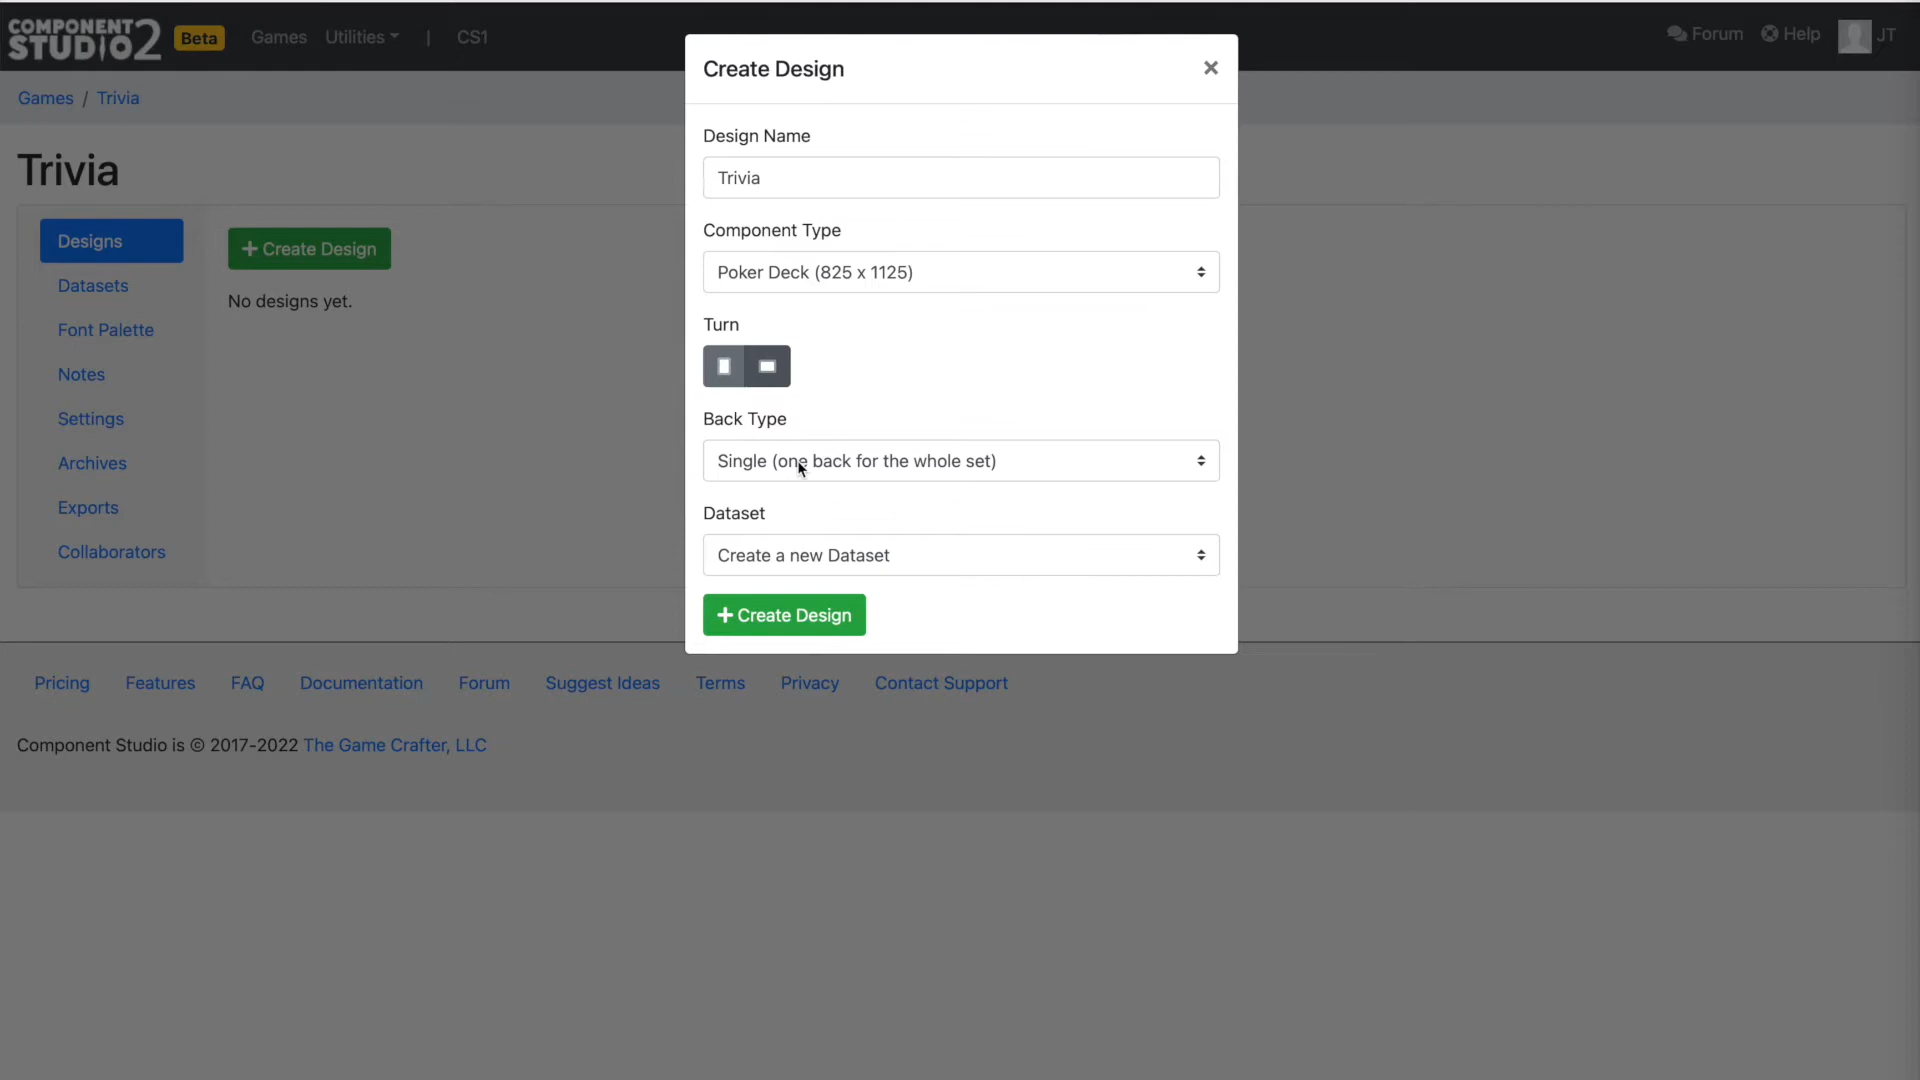 COMPONENT
STUDIO2 Beta Games Utilities | CS1 Forum Help JT
Games / Trivia
Trivia
Designs
Datasets
Font Palette
Notes
Settings
Archives
Exports
Collaborators
Create Design
No designs yet.
Create Design ×
Design Name
Trivia
Component Type
Poker Deck (825 x 1125)
Turn
Back Type
Single (one back for the whole set)
Dataset
Create a new Dataset
Create Design
Pricing Features FAQ Documentation Forum Suggest Ideas Terms Privacy Contact Support
Component Studio is © 2017-2022 The Game Crafter, LLC